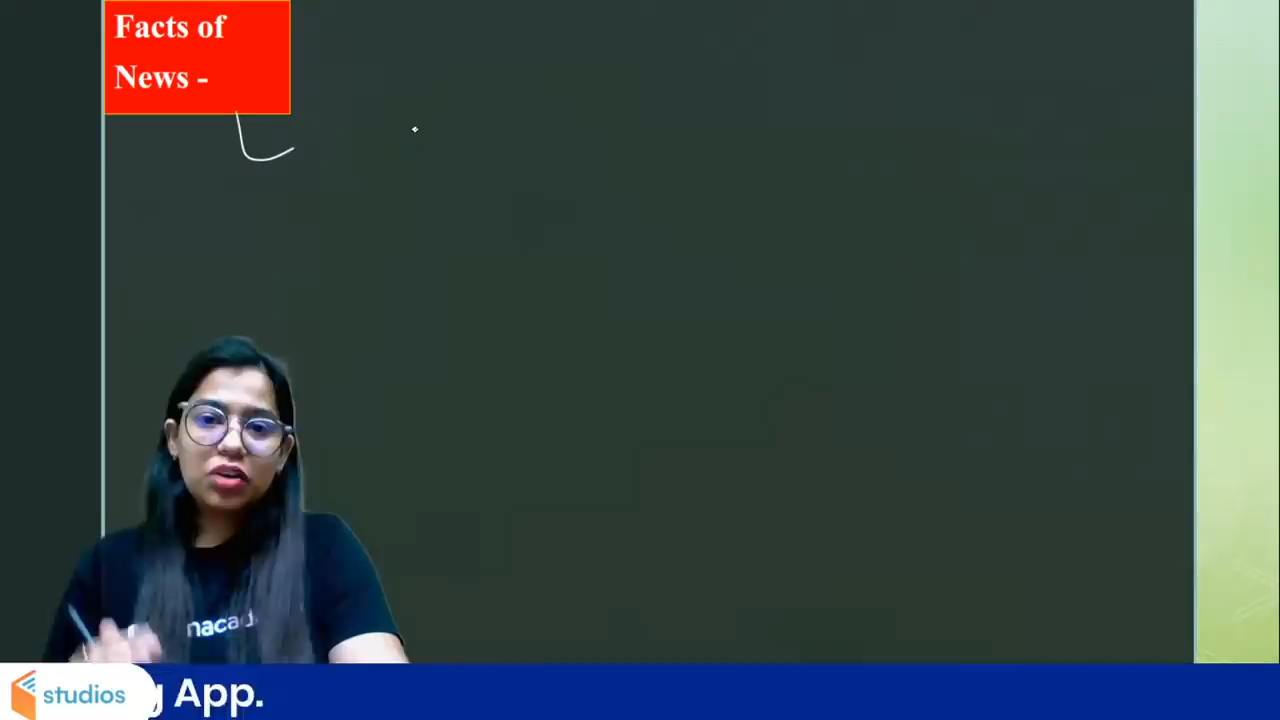 Facts of
News -
nacad
studios
g App.